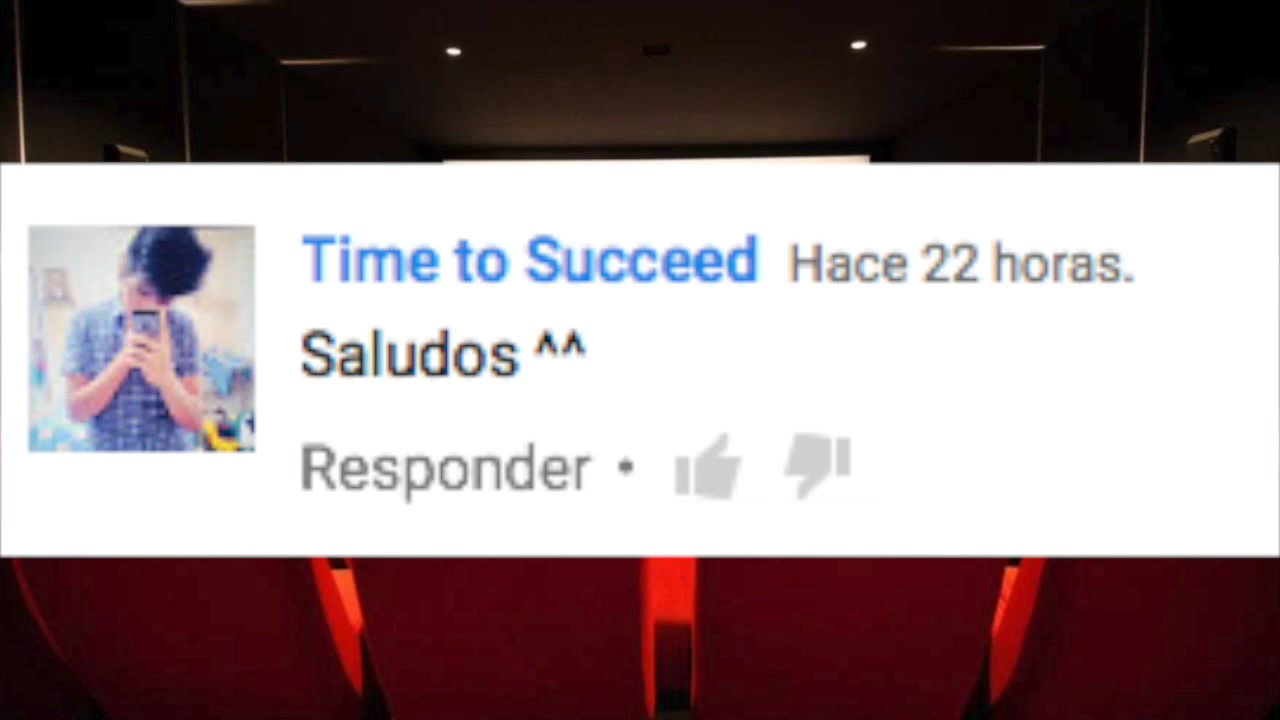 Time to Succeed Hace 22 horas.
Saludos ^^
Responder •